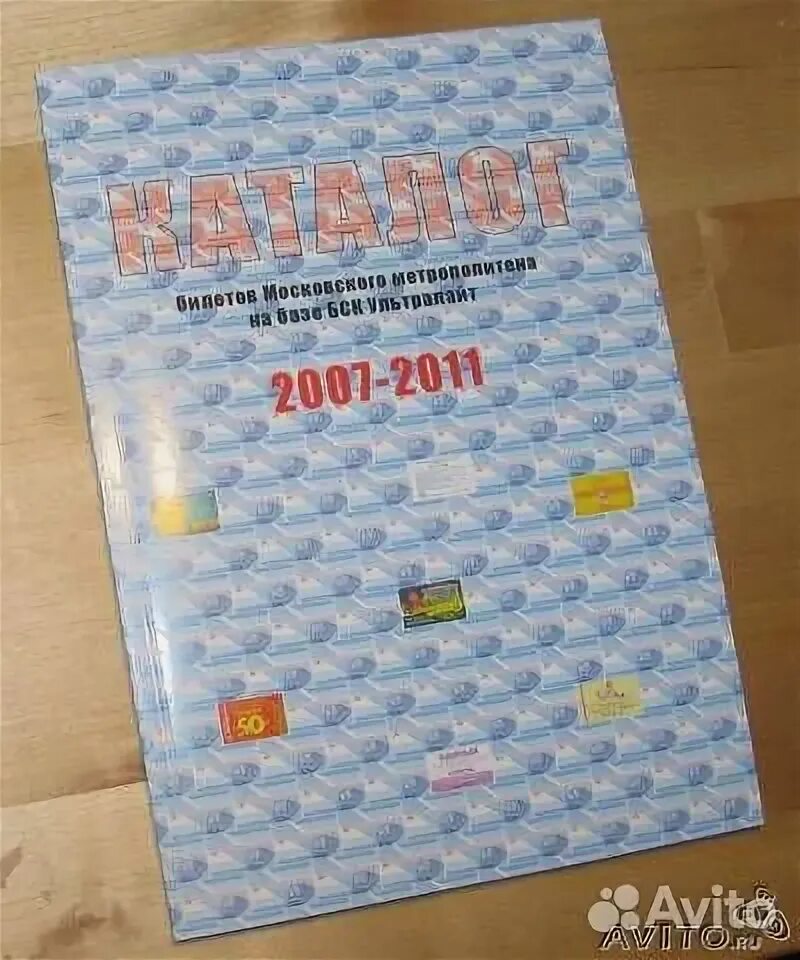 КАТАЛОГ
билетов Московского метрополитена
на базе БСК Ультралайт
2007-2011
50
Avito
AVITO.RU